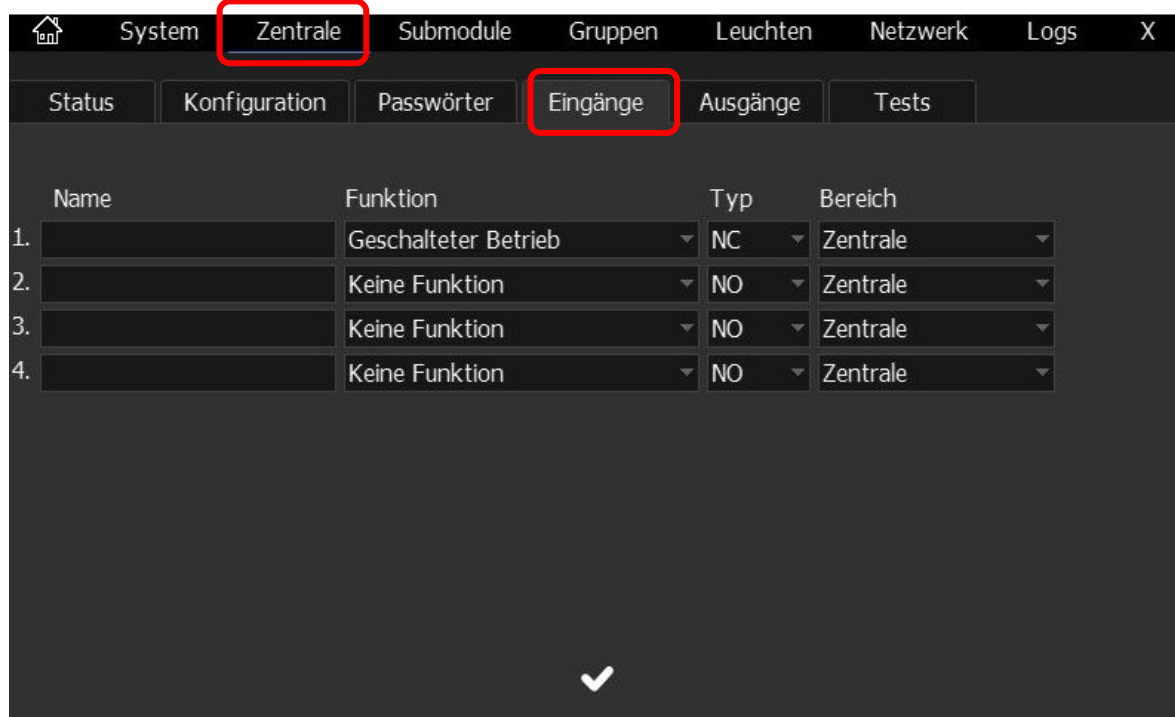 System Zentrale Submodule Gruppen Leuchten Netzwerk Logs X
Status Konfiguration Passwörter Eingänge Ausgänge Tests
Name Funktion Typ Bereich
1. Geschalteter Betrieb NC Zentrale
2. Keine Funktion NO Zentrale
3. Keine Funktion NO Zentrale
4. Keine Funktion NO Zentrale